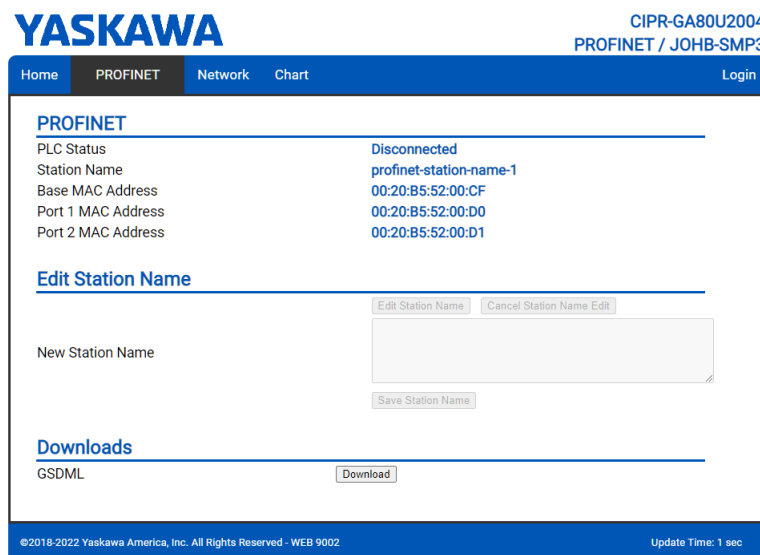 YASKAWA
CIPR-GA80U2004
PROFINET / JOHB-SMP3
Home PROFINET Network Chart Login
PROFINET
PLC Status Disconnected
Station Name profinet-station-name-1
Base MAC Address 00:20:B5:52:00:CF
Port 1 MAC Address 00:20:B5:52:00:D0
Port 2 MAC Address 00:20:B5:52:00:D1
Edit Station Name
Edit Station Name Cancel Station Name Edit
New Station Name
Save Station Name
Downloads
GSDML Download
©2018-2022 Yaskawa America, Inc. All Rights Reserved - WEB 9002 Update Time: 1 sec